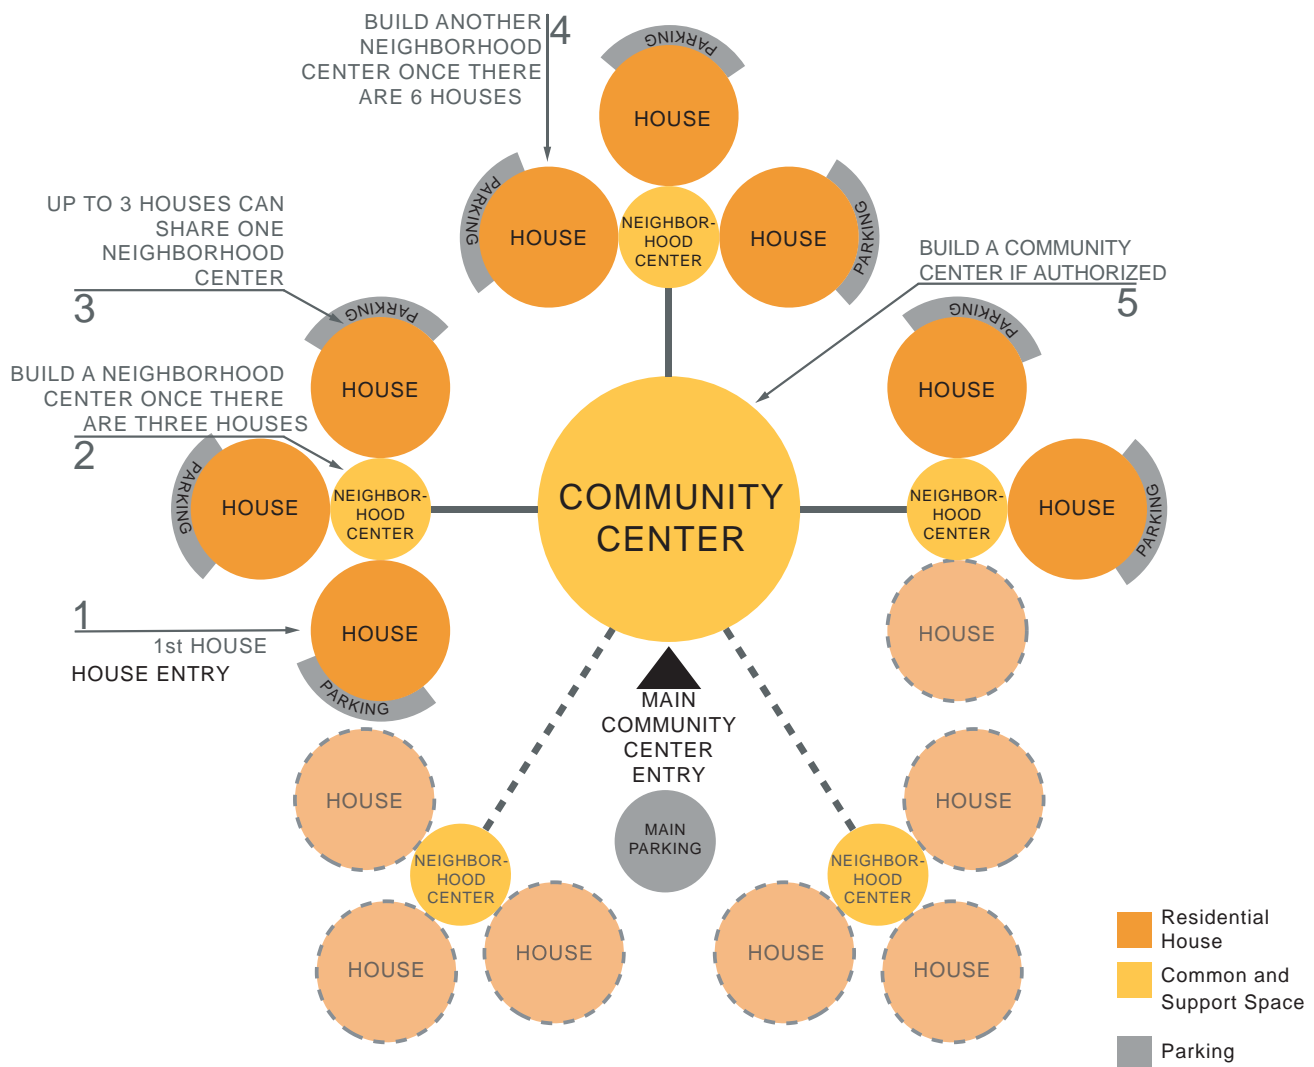 BUILD ANOTHER
NEIGHBORHOOD
CENTER ONCE THERE
ARE 6 HOUSES
4
PARKING
HOUSE
PARKING
HOUSE
NEIGHBOR-
HOOD
CENTER
HOUSE
PARKING
UP TO 3 HOUSES CAN
SHARE ONE
NEIGHBORHOOD
CENTER
3
BUILD A COMMUNITY
CENTER IF AUTHORIZED
5
PARKING
HOUSE
PARKING
HOUSE
BUILD A NEIGHBORHOOD
CENTER ONCE THERE
ARE THREE HOUSES
2
PARKING
HOUSE
NEIGHBOR-
HOOD
CENTER
COMMUNITY
CENTER
NEIGHBOR-
HOOD
CENTER
HOUSE
PARKING
1
1st HOUSE
HOUSE ENTRY
HOUSE
PARKING
HOUSE
MAIN
COMMUNITY
CENTER
ENTRY
HOUSE
HOUSE
MAIN
PARKING
NEIGHBOR-
HOOD
CENTER
NEIGHBOR-
HOOD
CENTER
HOUSE
HOUSE
HOUSE
HOUSE
Residential
House
Common and
Support Space
Parking